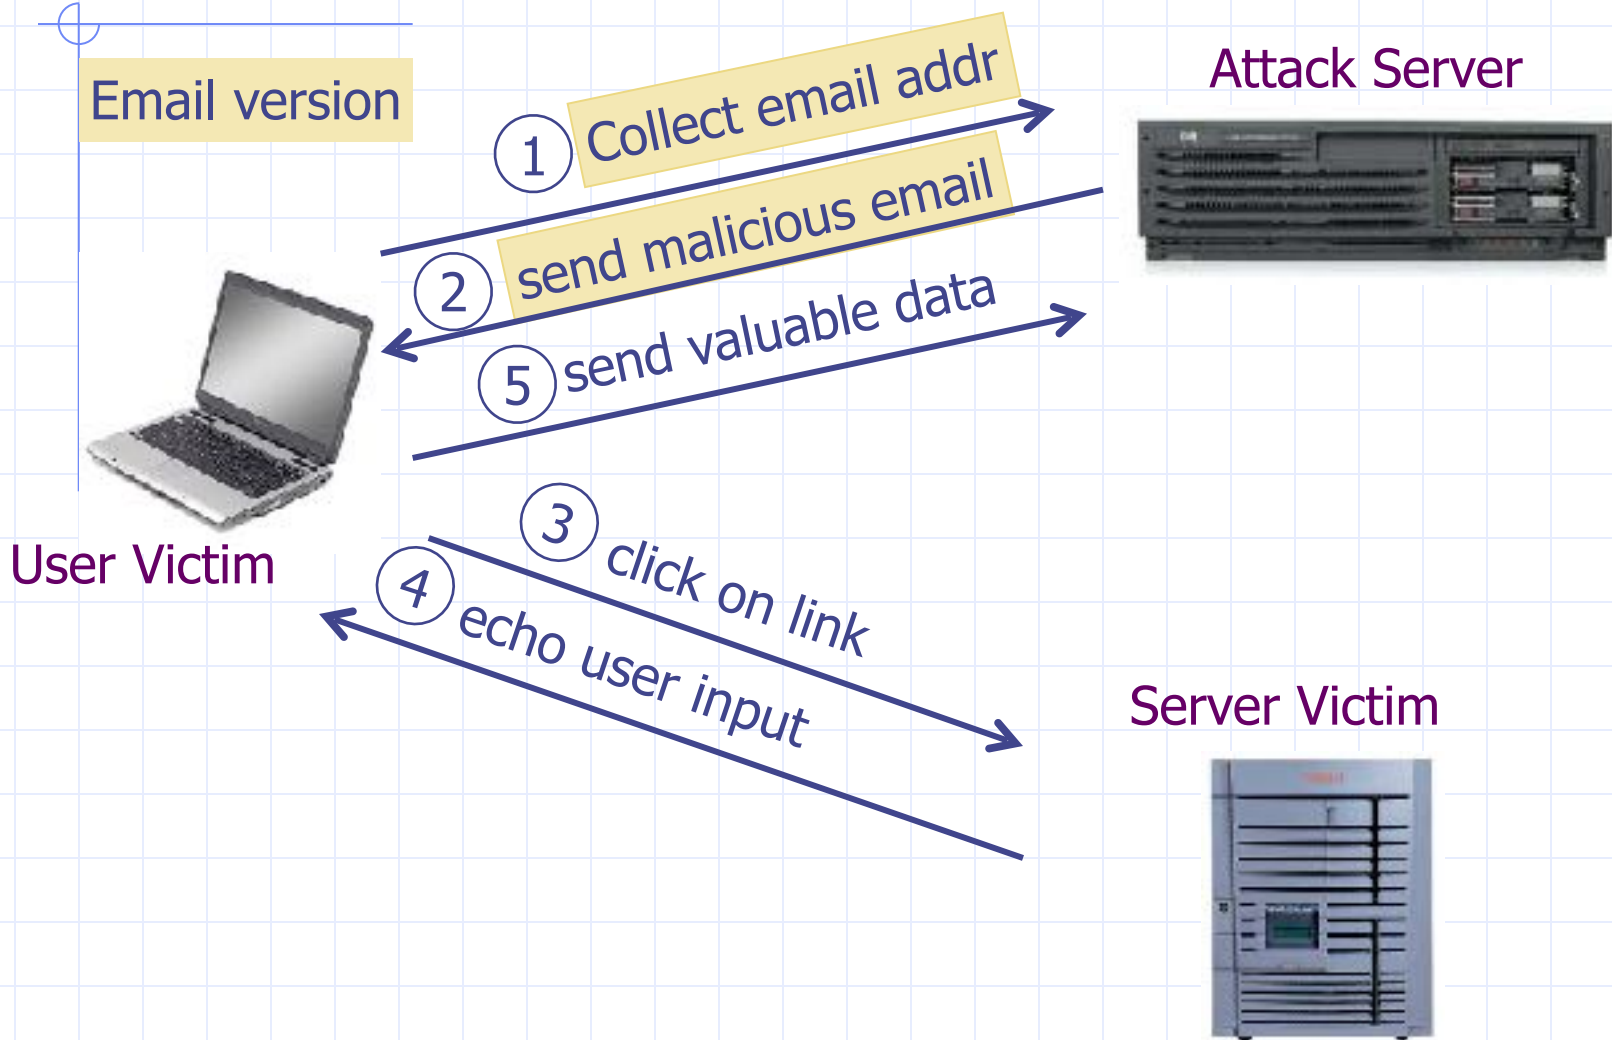 Email version
Attack Server
1 Collect email addr
2 send malicious email
5 send valuable data
3 click on link
4 echo user input
User Victim
Server Victim